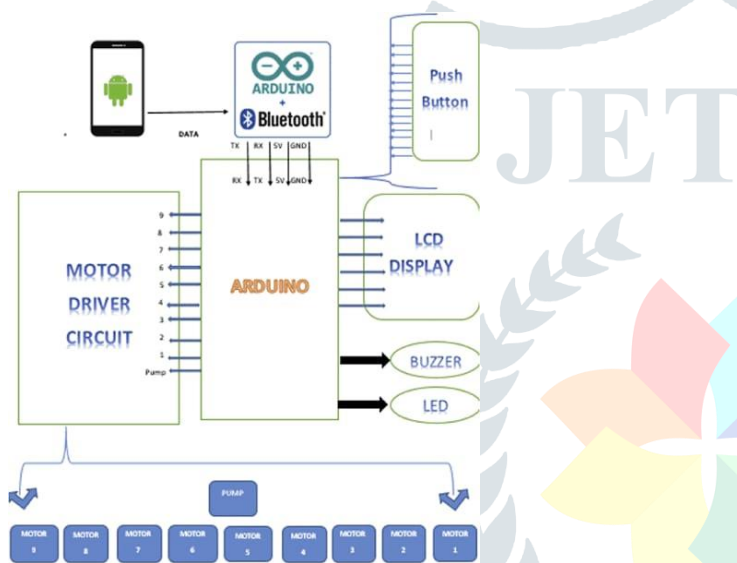 ARDUINO
+
Bluetooth
DATA
TX RX 5V GND
RX TX 5V GND
Push
Button
JET
9
8
7
6
5
4
3
2
1
Pump
MOTOR
DRIVER
CIRCUIT
ARDUINO
LCD
DISPLAY
BUZZER
LED
PUMP
MOTOR
9
MOTOR
8
MOTOR
7
MOTOR
6
MOTOR
5
MOTOR
4
MOTOR
3
MOTOR
2
MOTOR
1